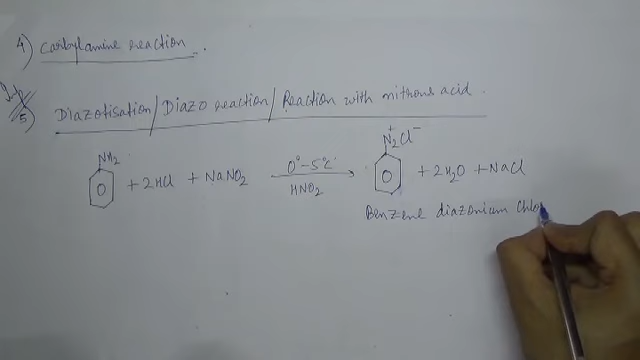 4) Carbylamine reaction .
5) Diazotisation/Diazo reaction/Reaction with nitrous acid .
NH2 + 2HCl + NaNO2 0°-5°C HNO2 N2+Cl- + 2H2O + NaCl
Benzene diazonium Chlo